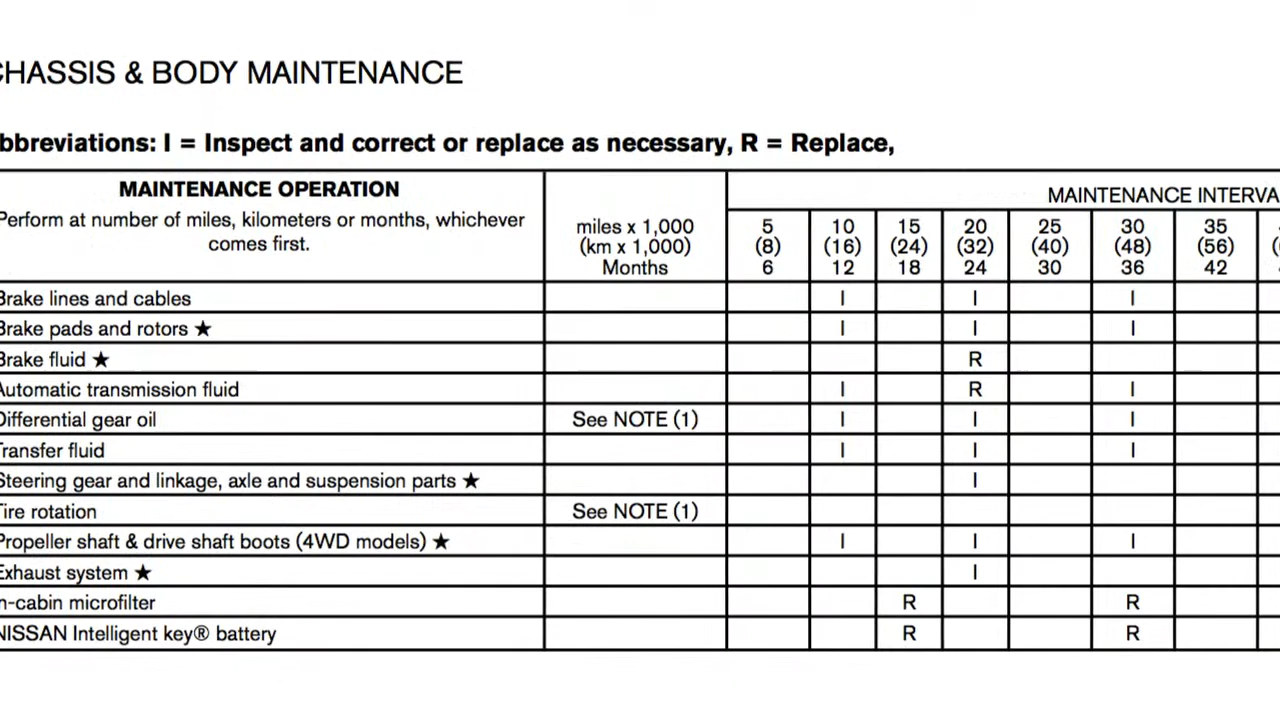 CHASSIS & BODY MAINTENANCE
bbreviations: I = Inspect and correct or replace as necessary, R = Replace,
MAINTENANCE OPERATION
Perform at number of miles, kilometers or months, whichever
comes first.
miles x 1,000
(km x 1,000)
Months
MAINTENANCE INTERVA
5 10 15 20 25 30 35
(8) (16) (24) (32) (40) (48) (56)
6 12 18 24 30 36 42
Brake lines and cables I I I
Brake pads and rotors ★ I I I
Brake fluid ★ R
Automatic transmission fluid I R I
Differential gear oil See NOTE (1) I I I
Transfer fluid I I I
Steering gear and linkage, axle and suspension parts ★ I
Tire rotation See NOTE (1)
Propeller shaft & drive shaft boots (4WD models) ★ I I I
Exhaust system ★ I
n-cabin microfilter R R
NISSAN Intelligent key® battery R R